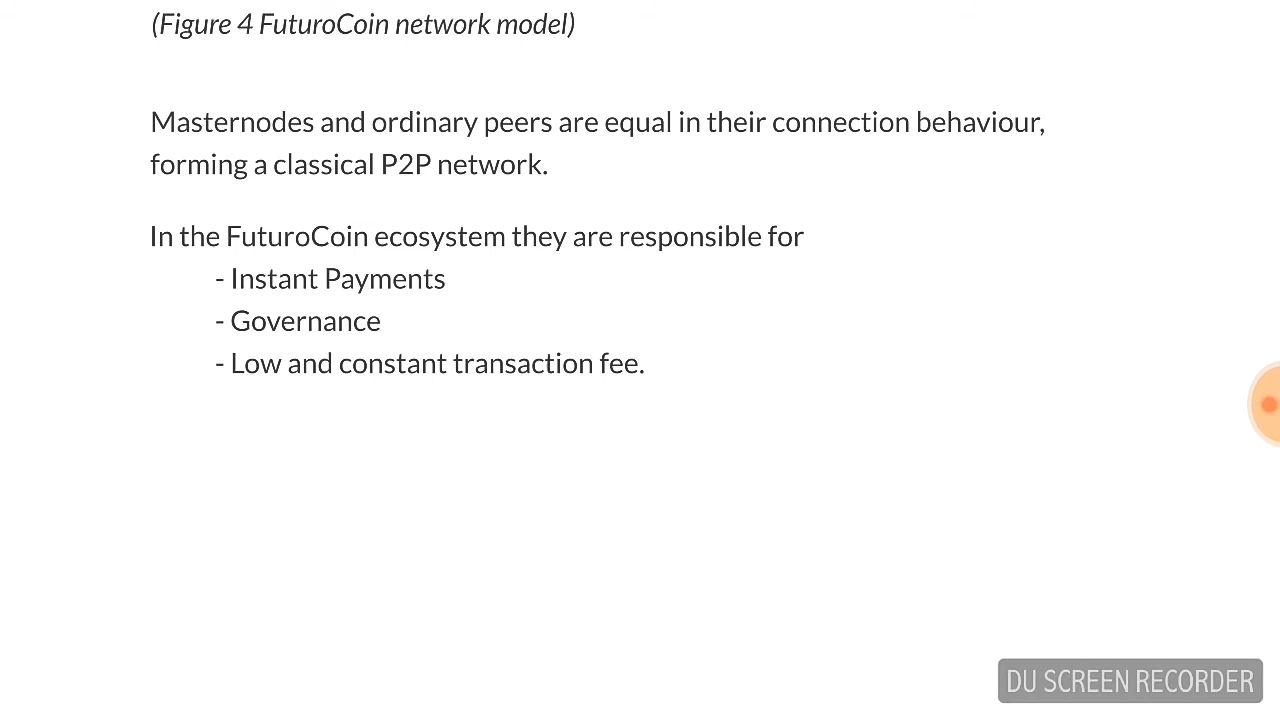 (Figure 4 FuturoCoin network model)
Masternodes and ordinary peers are equal in their connection behaviour,
forming a classical P2P network.
In the FuturoCoin ecosystem they are responsible for
- Instant Payments
- Governance
- Low and constant transaction fee.
DU SCREEN RECORDER